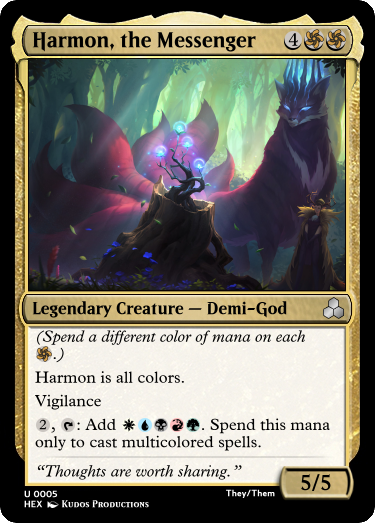 Harmon, the Messenger 4
Legendary Creature — Demi-God
(Spend a different color of mana on each
.)
Harmon is all colors.
Vigilance
2, : Add . Spend this mana
only to cast multicolored spells.
“Thoughts are worth sharing.”
5/5
U 0005
They/Them
HEX Kudos Productions